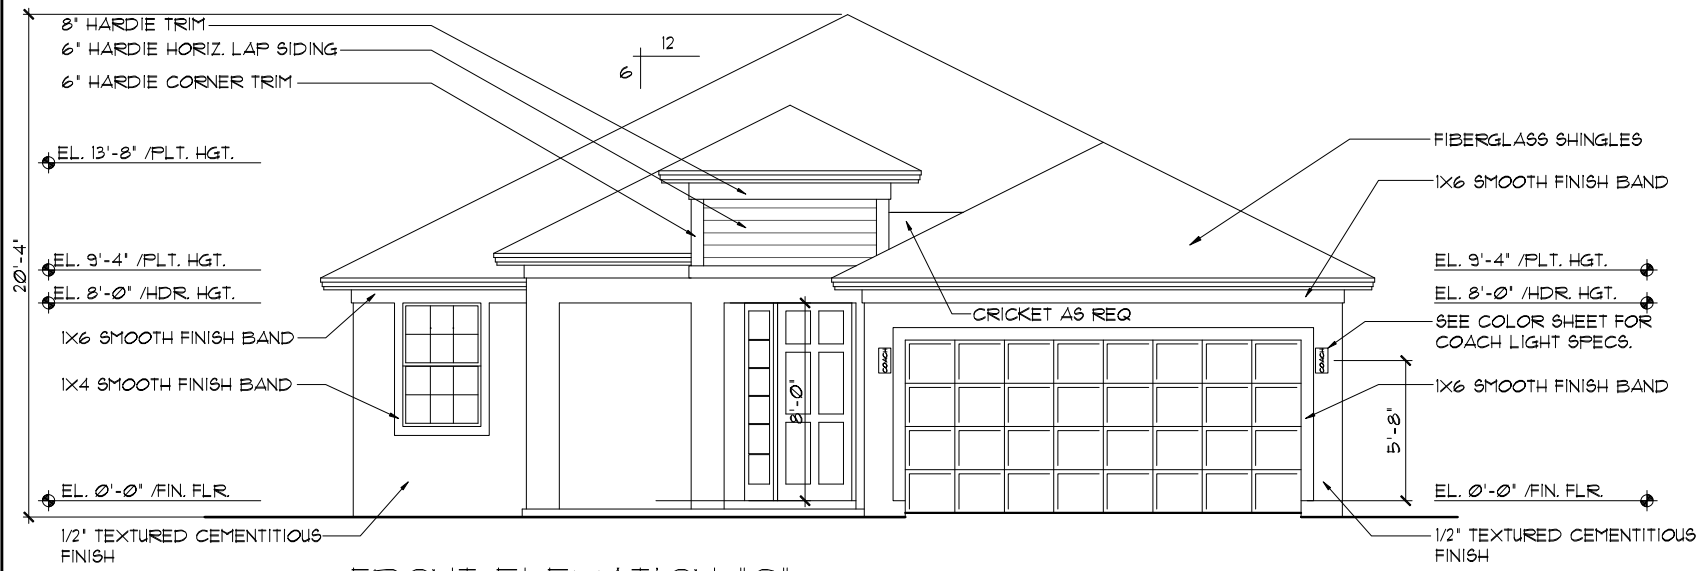 8" HARDIE TRIM
6" HARDIE HORIZ. LAP SIDING
6" HARDIE CORNER TRIM
12
6
EL. 13'-8" /PLT. HGT.
20'-4"
EL. 9'-4" /PLT. HGT.
EL. 8'-0" /HDR. HGT.
1X6 SMOOTH FINISH BAND
1X4 SMOOTH FINISH BAND
EL. 0'-0" /FIN. FLR.
1/2" TEXTURED CEMENTITIOUS
FINISH
8'-0"
COACH
CRICKET AS REQ
COACH
FIBERGLASS SHINGLES
1X6 SMOOTH FINISH BAND
EL. 9'-4" /PLT. HGT.
EL. 8'-0" /HDR. HGT.
SEE COLOR SHEET FOR
COACH LIGHT SPECS.
1X6 SMOOTH FINISH BAND
5'-8"
EL. 0'-0" /FIN. FLR.
1/2" TEXTURED CEMENTITIOUS
FINISH